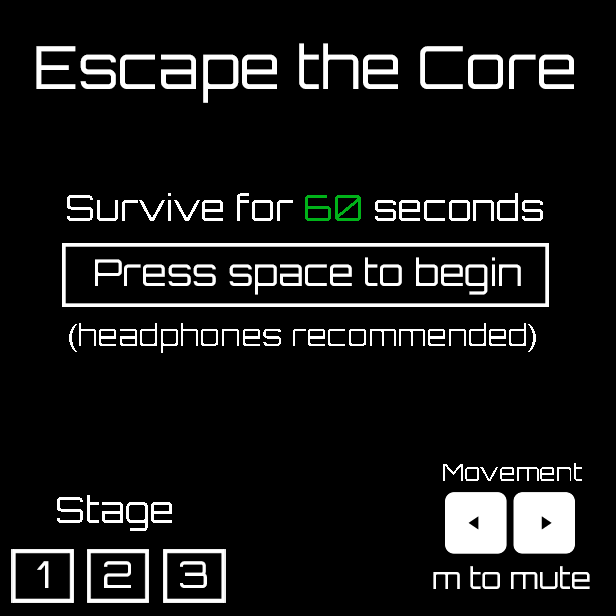 Escape the Core
Survive for 60 seconds
Press space to begin
(headphones recommended)
Movement
Stage
1 2 3
m to mute